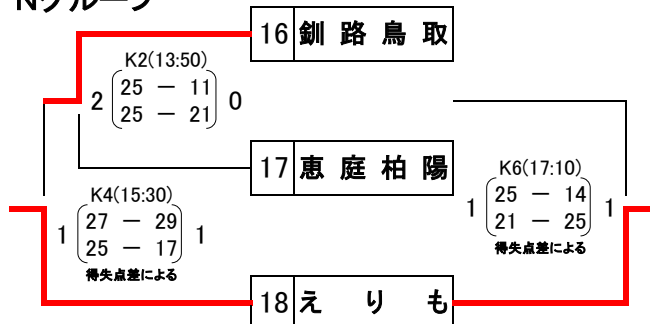 Nグループ
16 釧路鳥取
K2(13:50)
2 25 － 11 0
25 － 21
17 恵庭柏陽
K4(15:30)
1 27 － 29 1
25 － 17
得失点差による
K6(17:10)
1 25 － 14 1
21 － 25
得失点差による
18 えりも